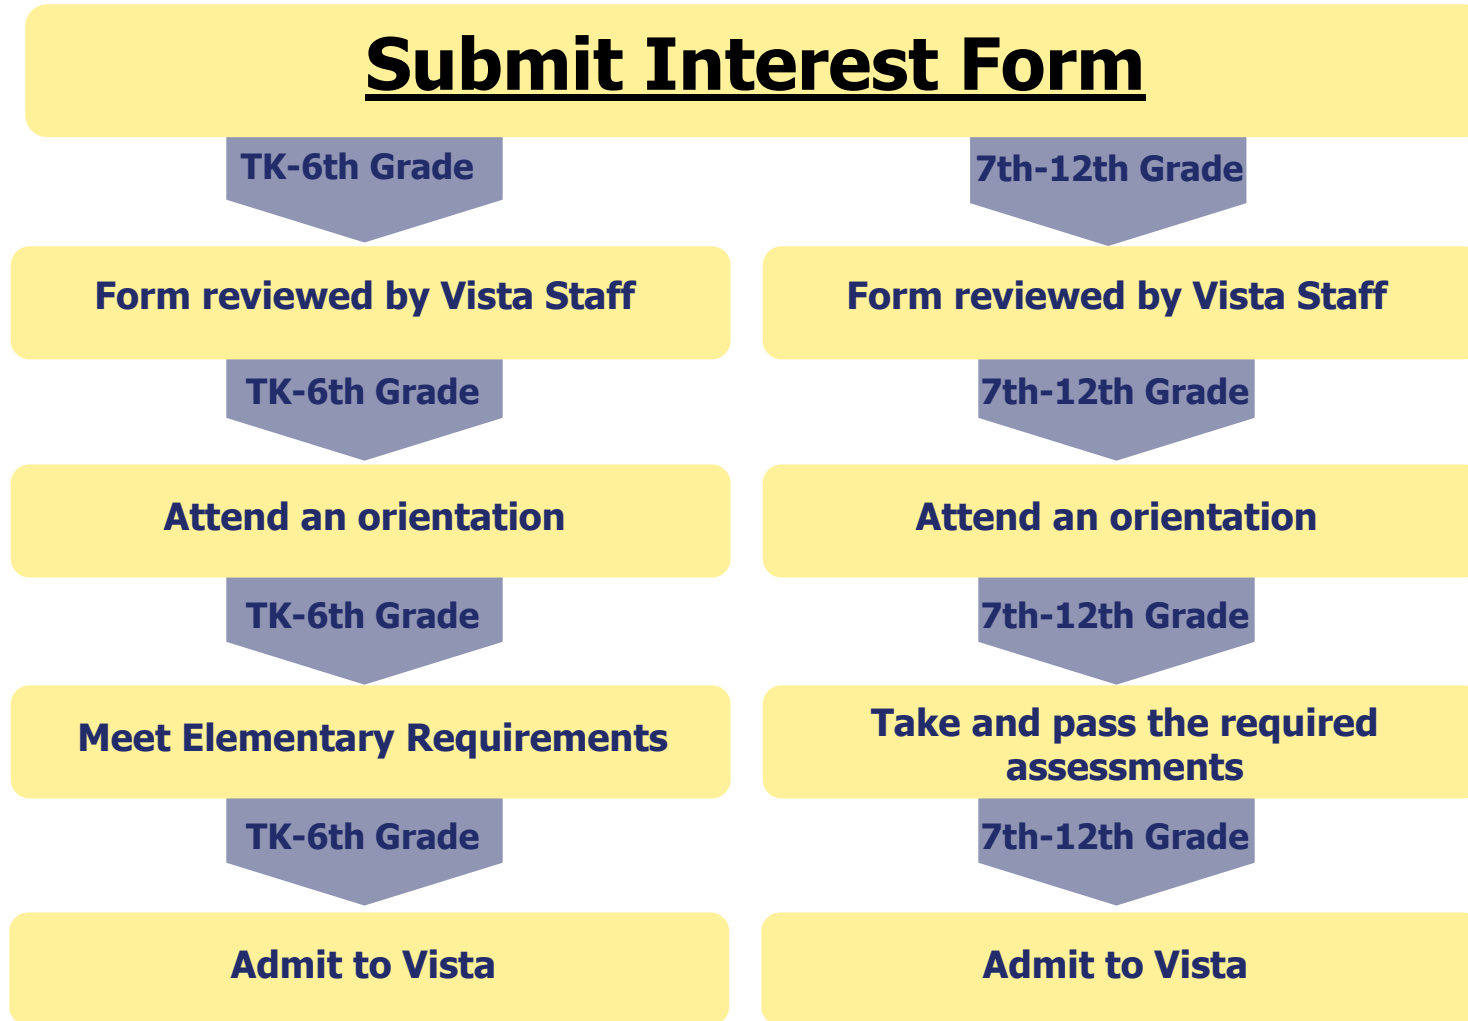 Submit Interest Form
TK-6th Grade
7th-12th Grade
Form reviewed by Vista Staff
Form reviewed by Vista Staff
TK-6th Grade
7th-12th Grade
Attend an orientation
Attend an orientation
TK-6th Grade
7th-12th Grade
Meet Elementary Requirements
Take and pass the required
assessments
TK-6th Grade
7th-12th Grade
Admit to Vista
Admit to Vista